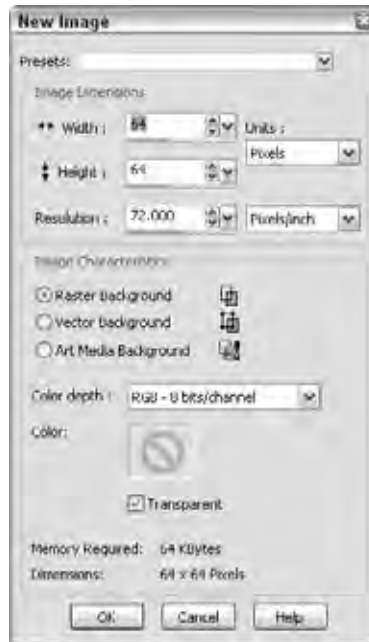 New Image
Presets:
Image Dimensions
Width : 64 Units :
Pixels
Height : 64
Resolution : 72.000 Pixels/inch
Image Characteristics
Raster Background
Vector Background
Art Media Background
Color depth : RGB - 8 bits/channel
Color:
Transparent
Memory Required: 64 KBytes
Dimensions: 64 x 64 Pixels
OK Cancel Help